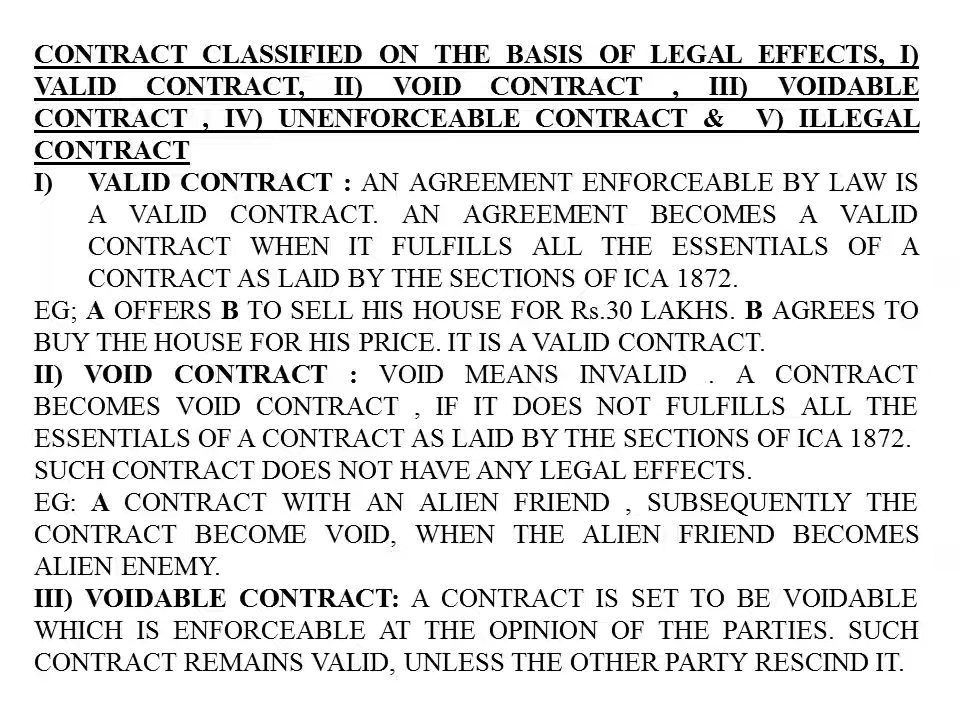 CONTRACT CLASSIFIED ON THE BASIS OF LEGAL EFFECTS, I)
VALID CONTRACT, II) VOID CONTRACT , III) VOIDABLE
CONTRACT , IV) UNENFORCEABLE CONTRACT & V) ILLEGAL
CONTRACT
I) VALID CONTRACT : AN AGREEMENT ENFORCEABLE BY LAW IS
A VALID CONTRACT. AN AGREEMENT BECOMES A VALID
CONTRACT WHEN IT FULFILLS ALL THE ESSENTIALS OF A
CONTRACT AS LAID BY THE SECTIONS OF ICA 1872.
EG; A OFFERS B TO SELL HIS HOUSE FOR Rs.30 LAKHS. B AGREES TO
BUY THE HOUSE FOR HIS PRICE. IT IS A VALID CONTRACT.
II) VOID CONTRACT : VOID MEANS INVALID . A CONTRACT
BECOMES VOID CONTRACT , IF IT DOES NOT FULFILLS ALL THE
ESSENTIALS OF A CONTRACT AS LAID BY THE SECTIONS OF ICA 1872.
SUCH CONTRACT DOES NOT HAVE ANY LEGAL EFFECTS.
EG: A CONTRACT WITH AN ALIEN FRIEND , SUBSEQUENTLY THE
CONTRACT BECOME VOID, WHEN THE ALIEN FRIEND BECOMES
ALIEN ENEMY.
III) VOIDABLE CONTRACT: A CONTRACT IS SET TO BE VOIDABLE
WHICH IS ENFORCEABLE AT THE OPINION OF THE PARTIES. SUCH
CONTRACT REMAINS VALID, UNLESS THE OTHER PARTY RESCIND IT.